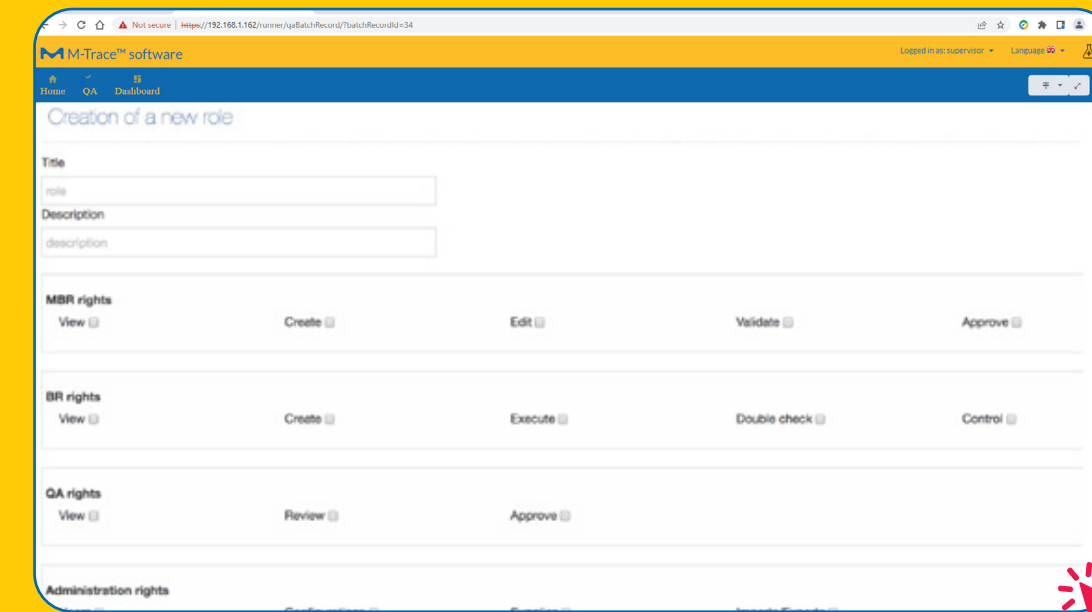 Not secure | https://192.168.1.162/runner/qaBatchRecord/?batchRecordId=34
M-Trace™ software
Logged in as: supervisor
Language
Home QA Dashboard
Creation of a new role
Title
role
Description
description
MBR rights
View Create Edit Validate Approve
BR rights
View Create Execute Double check Control
QA rights
View Review Approve
Administration rights